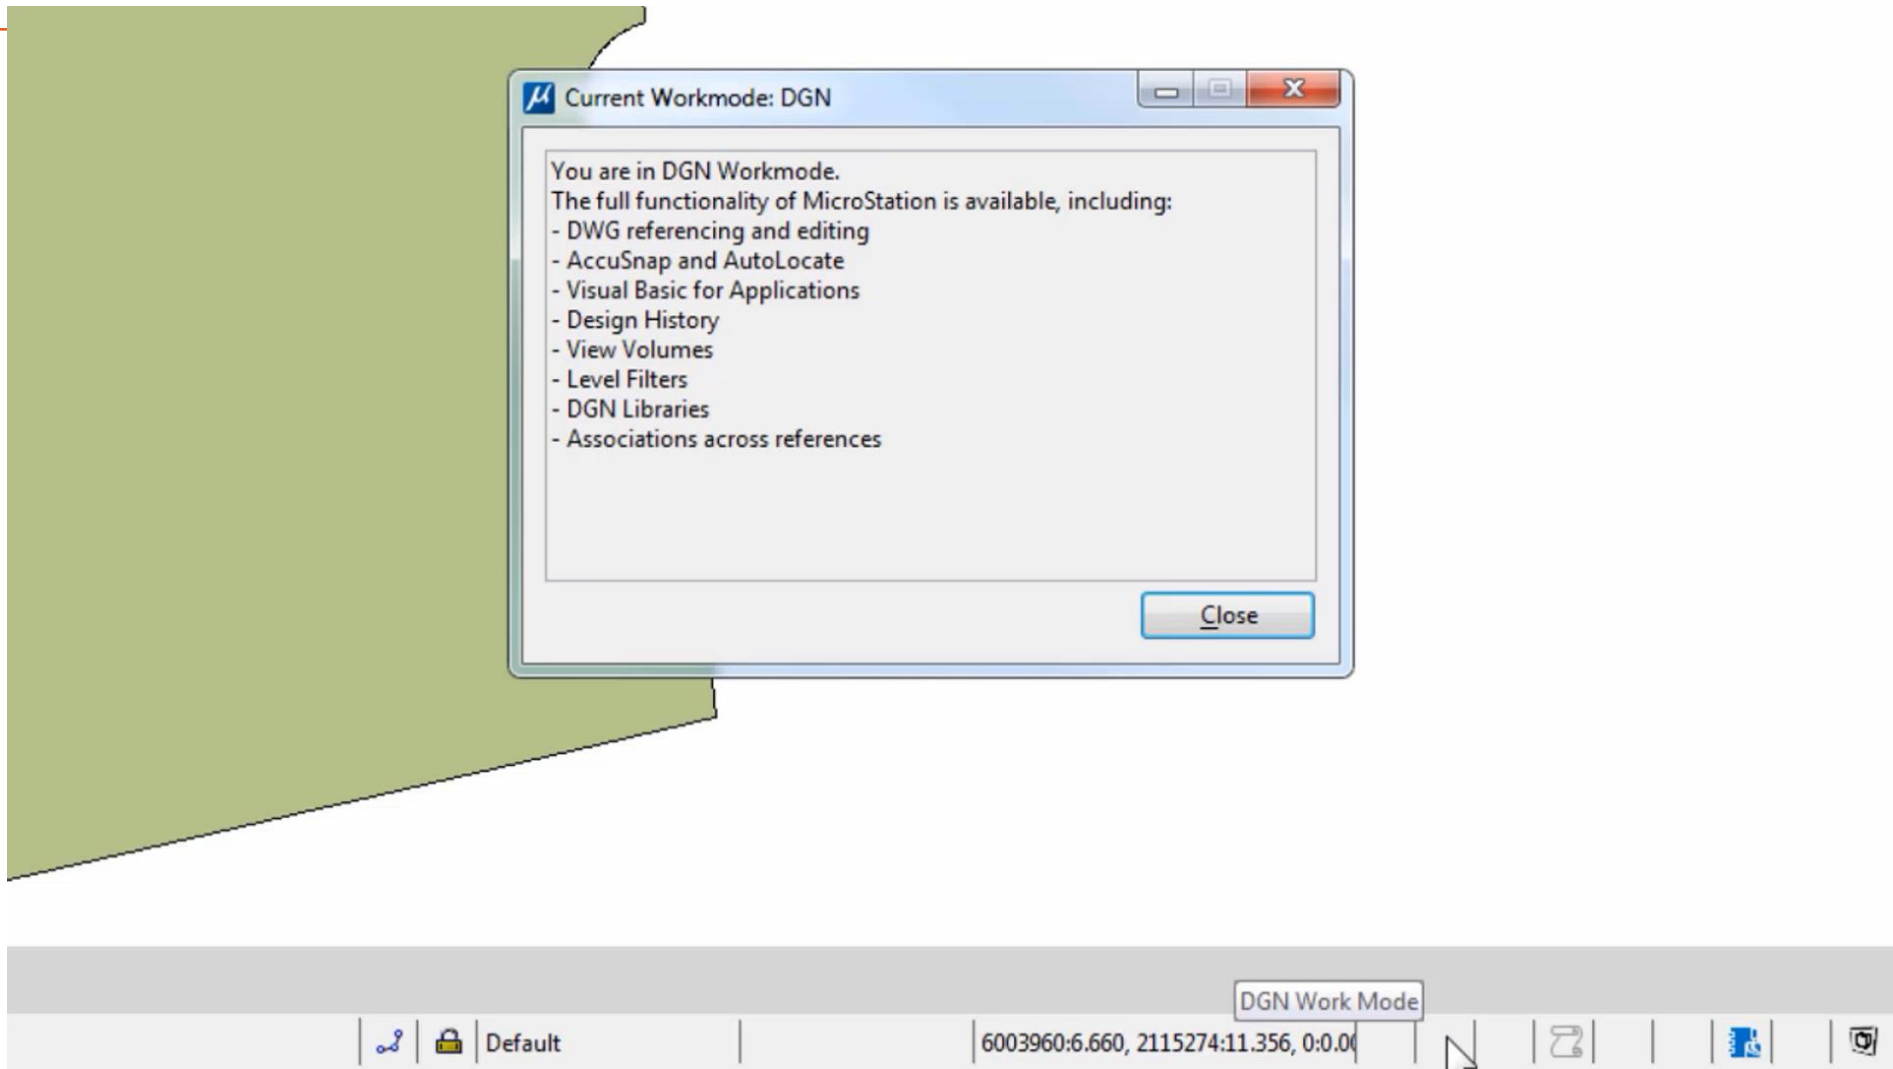 Current Workmode: DGN
You are in DGN Workmode.
The full functionality of MicroStation is available, including:
- DWG referencing and editing
- AccuSnap and AutoLocate
- Visual Basic for Applications
- Design History
- View Volumes
- Level Filters
- DGN Libraries
- Associations across references
Close
DGN Work Mode
Default
6003960:6.660, 2115274:11.356, 0:0.00